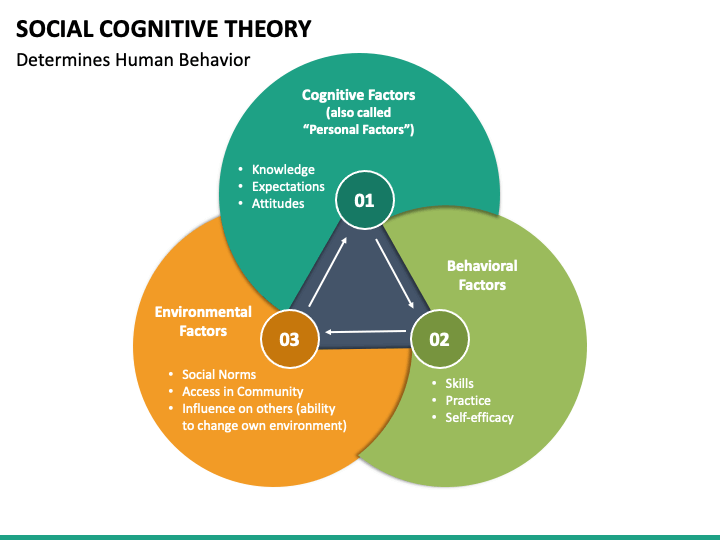 SOCIAL COGNITIVE THEORY
Determines Human Behavior
Cognitive Factors
(also called
“Personal Factors”)
• Knowledge
• Expectations
• Attitudes
01
Behavioral
Factors
02
• Skills
• Practice
• Self-efficacy
Environmental
Factors
03
• Social Norms
• Access in Community
• Influence on others (ability
to change own environment)